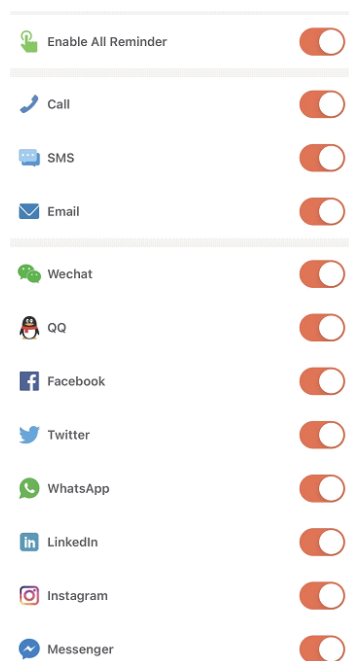 Enable All Reminder
Call
SMS
Email
Wechat
QQ
Facebook
Twitter
WhatsApp
LinkedIn
Instagram
Messenger